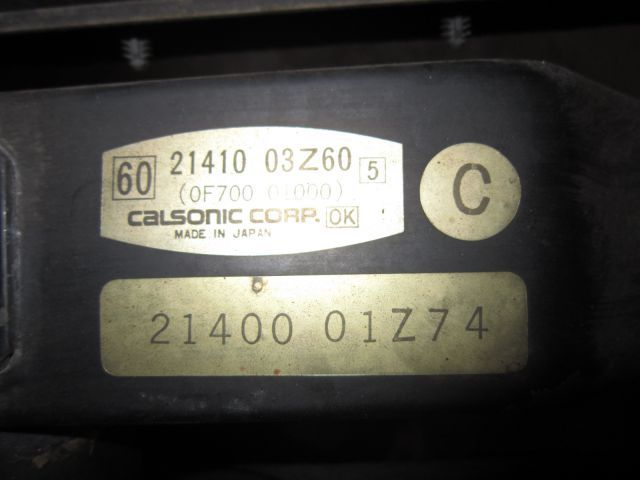 60 21410 03Z60 5
(0F700 01000)
CALSONIC CORP. OK
MADE IN JAPAN
C
21400 01Z74